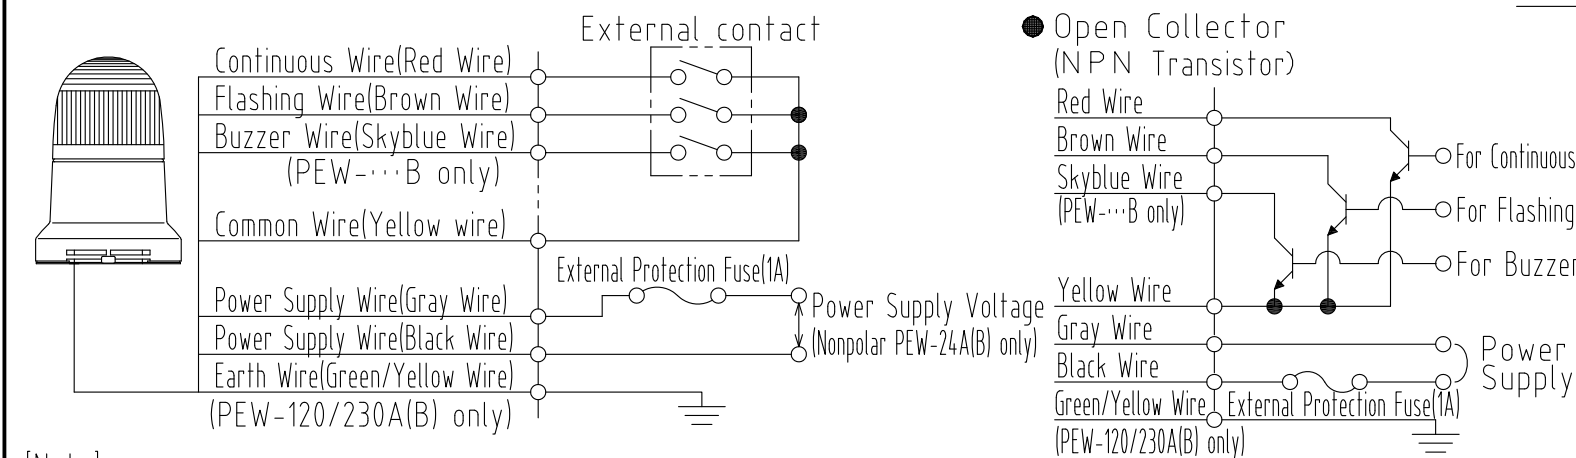 External contact
Continuous Wire(Red Wire)
Flashing Wire(Brown Wire)
Buzzer Wire(Skyblue Wire)
(PEW-···B only)
Common Wire(Yellow wire)
External Protection Fuse(1A)
Power Supply Wire(Gray Wire)
Power Supply Voltage
Power Supply Wire(Black Wire)
(Nonpolar PEW-24A(B) only)
Earth Wire(Green/Yellow Wire)
(PEW-120/230A(B) only)
Open Collector
(NPN Transistor)
Red Wire
Brown Wire
For Continuous
Skyblue Wire
(PEW-···B only)
For Flashing
For Buzzer
Yellow Wire
Gray Wire
Power
Supply
Black Wire
Green/Yellow Wire
External Protection Fuse(1A)
(PEW-120/230A(B) only)